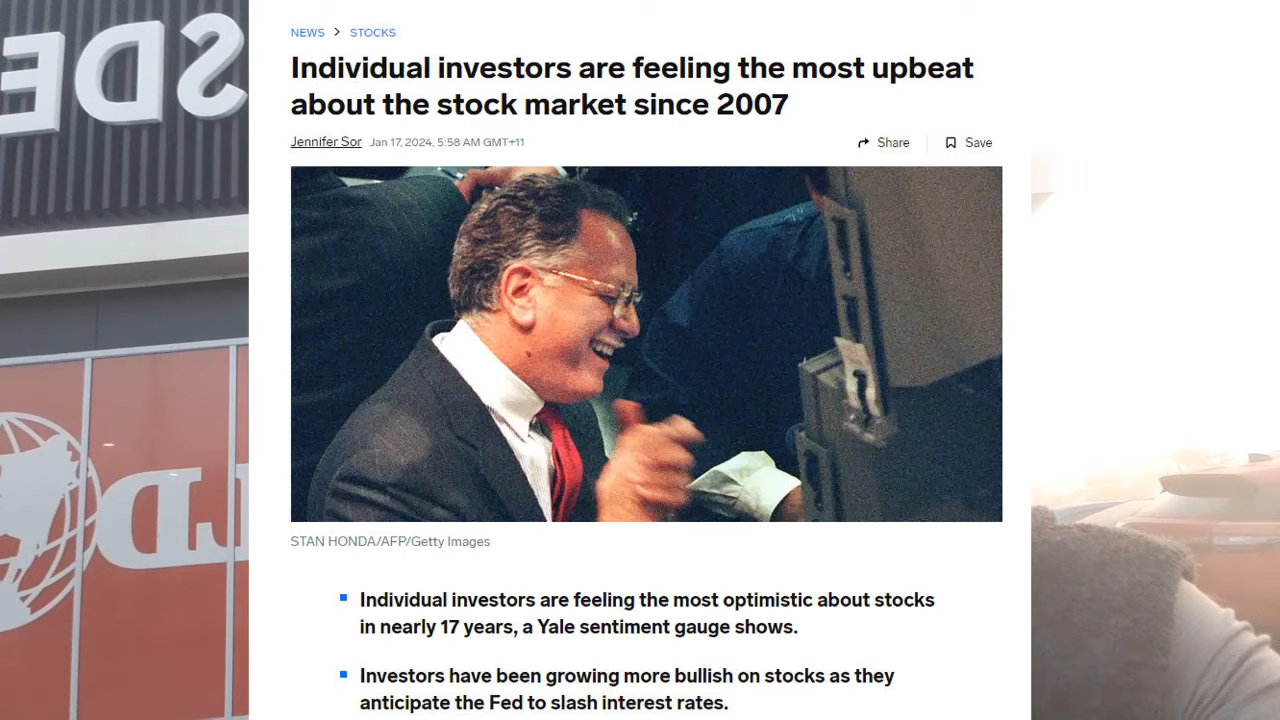 SDE
NEWS > STOCKS
Individual investors are feeling the most upbeat
about the stock market since 2007
Jennifer Sor Jan 17, 2024, 5:58 AM GMT+11
Share Save
STAN HONDA/AFP/Getty Images
Individual investors are feeling the most optimistic about stocks
in nearly 17 years, a Yale sentiment gauge shows.
Investors have been growing more bullish on stocks as they
anticipate the Fed to slash interest rates.